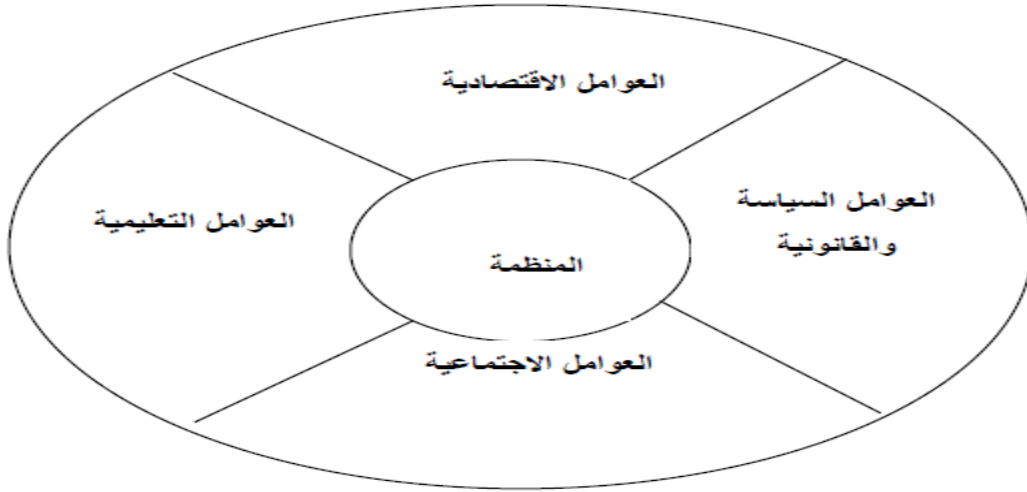 العوامل الاقتصادية
العوامل السياسة
والقانونية
العوامل التعليمية
المنظمة
العوامل الاجتماعية